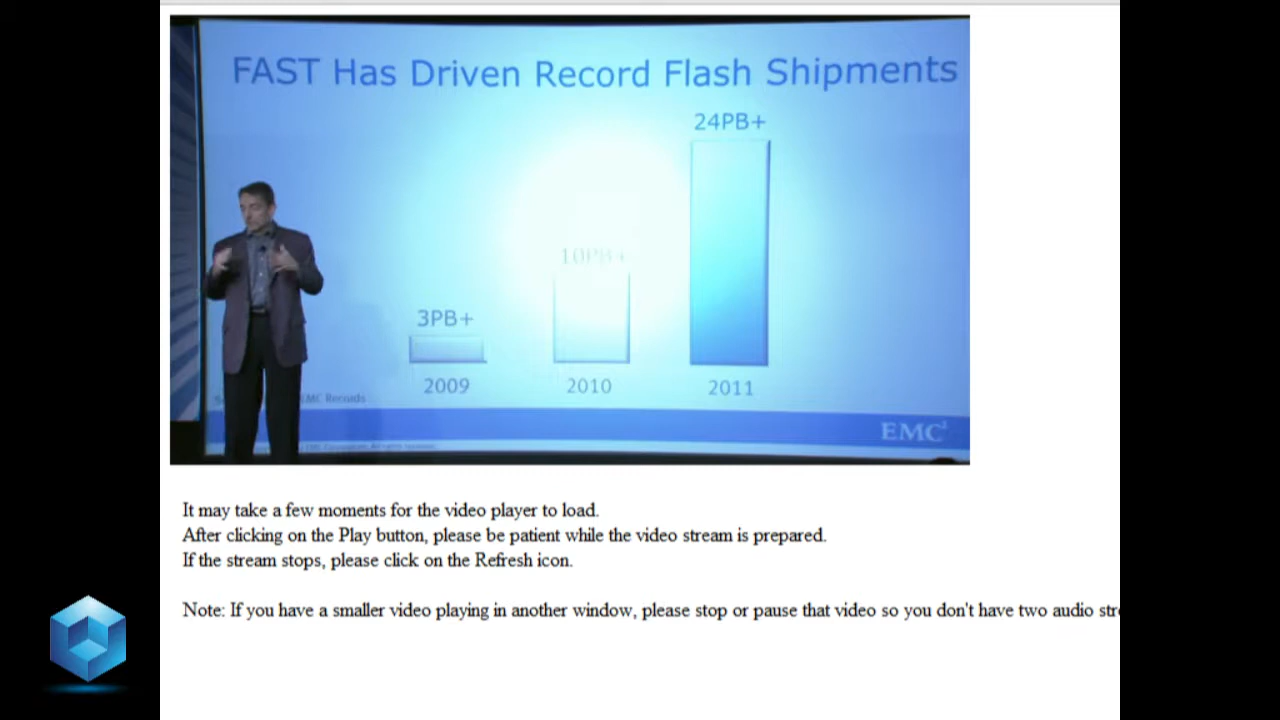 FAST Has Driven Record Flash Shipments
24PB+
10PB+
3PB+
2009
2010
2011
EMC Records
EMC²
It may take a few moments for the video player to load.
After clicking on the Play button, please be patient while the video stream is prepared.
If the stream stops, please click on the Refresh icon.
Note: If you have a smaller video playing in another window, please stop or pause that video so you don't have two audio str